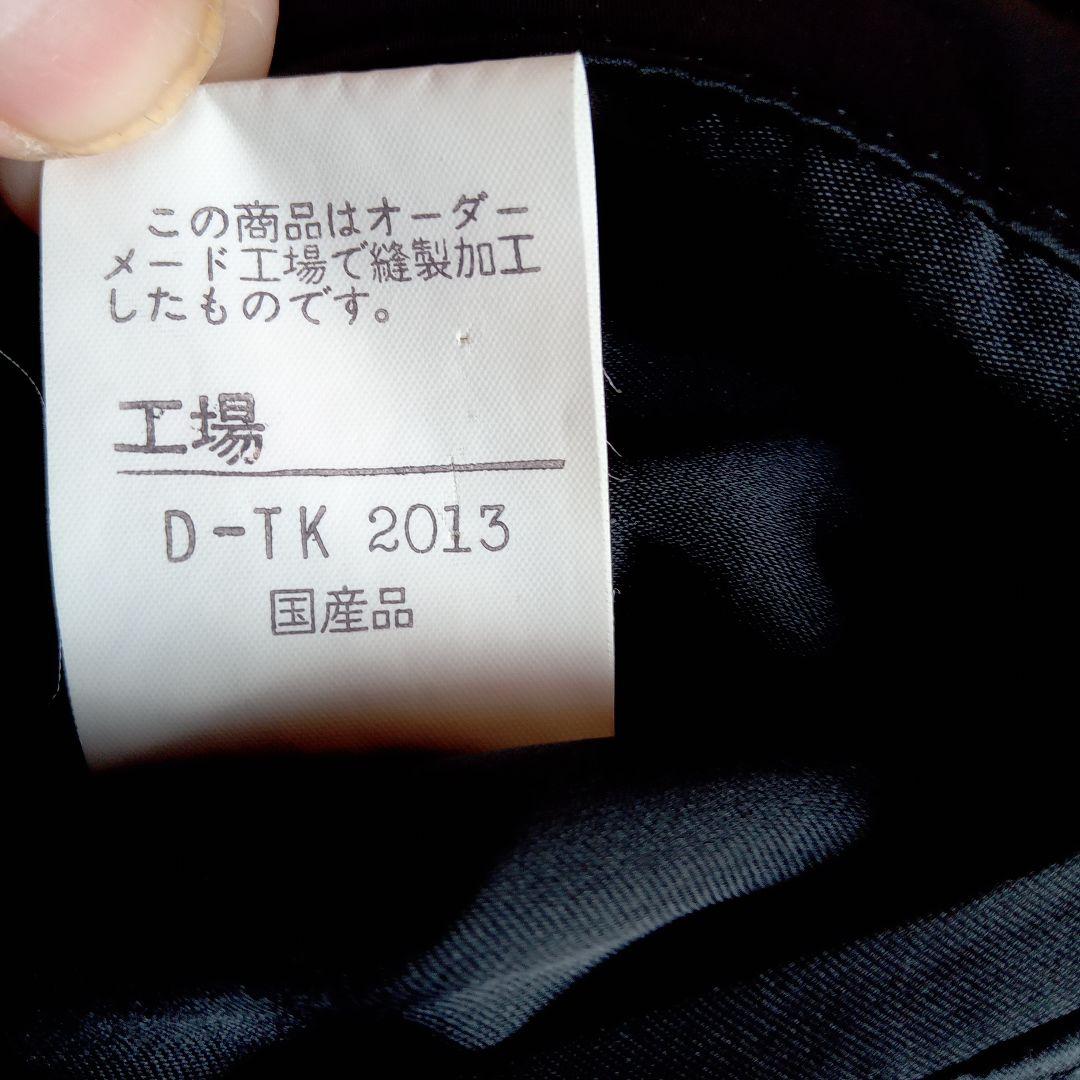 この商品はオーダー
メード工場で縫製加工
したものです。
工場
D-TK 2013
国産品